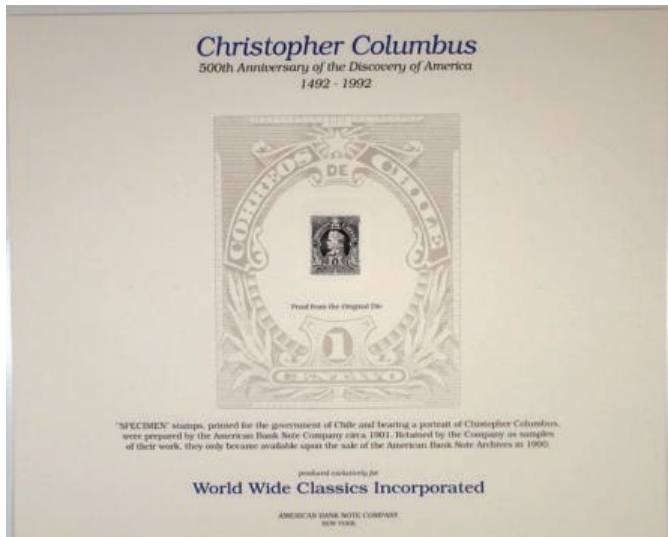 Christopher Columbus
500th Anniversary of the Discovery of America
1492 - 1992
CORREOS DE CHILE
Proof from the Original Die
1
CENTAVO
"SPECIMEN" stamps, printed for the government of Chile and bearing a portrait of Chistopher Columbus,
were prepared by the American Bank Note Company circa 1901. Retained by the Company as samples
of their work, they only became available upon the sale of the American Bank Note Archives in 1990.
produced exclusively for
World Wide Classics Incorporated
AMERICAN BANK NOTE COMPANY
NEW YORK